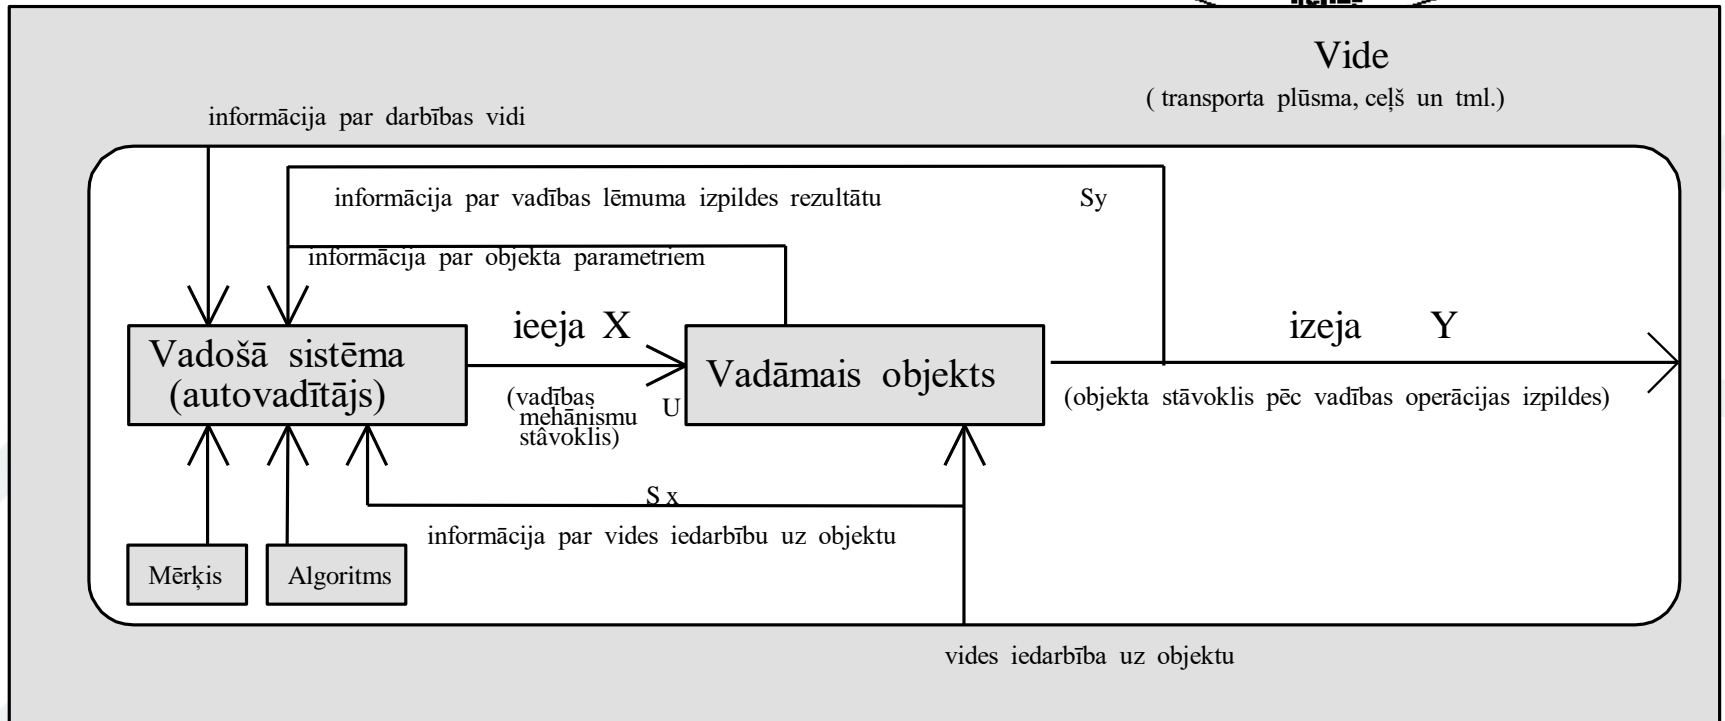 Vide
( transporta plūsma, ceļš un tml.)
informācija par darbības vidi
informācija par vadības lēmuma izpildes rezultātu Sy
informācija par objekta parametriem
ieeja X
izeja Y
Vadošā sistēma
(autovadītājs)
Vadāmais objekts
(vadības
mehānismu
stâvoklis)
U
(objekta stāvoklis pēc vadības operācijas izpildes)
S x
informācija par vides iedarbību uz objektu
Mērķis
Algoritms
vides iedarbība uz objektu